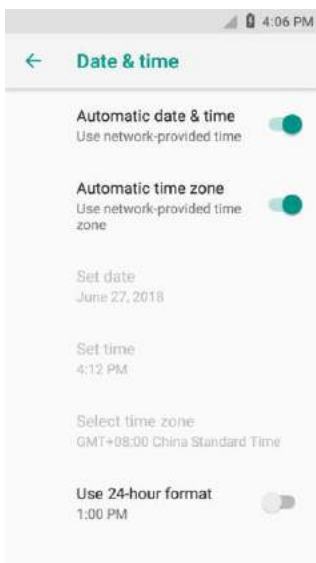 4:06 PM
Date & time
Automatic date & time
Use network-provided time
Automatic time zone
Use network-provided time
zone
Set date
June 27, 2018
Set time
4:12 PM
Select time zone
GMT+08:00 China Standard Time
Use 24-hour format
1:00 PM